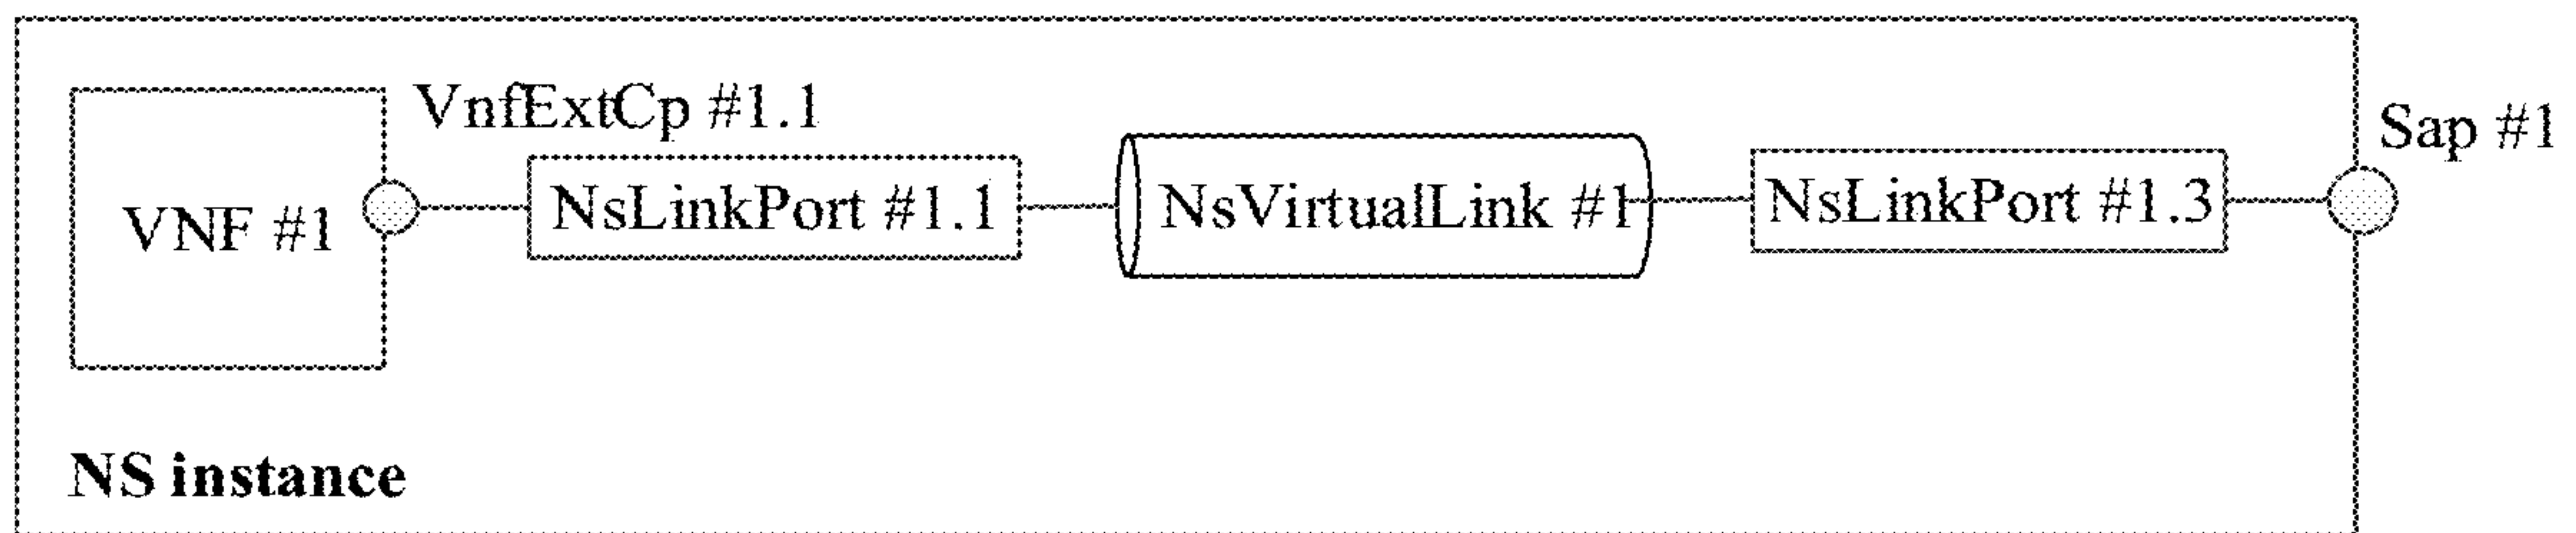 VnfExtCp #1.1
Sap #1
VNF #1
NsLinkPort #1.1
NsVirtualLink #1
NsLinkPort #1.3
NS instance